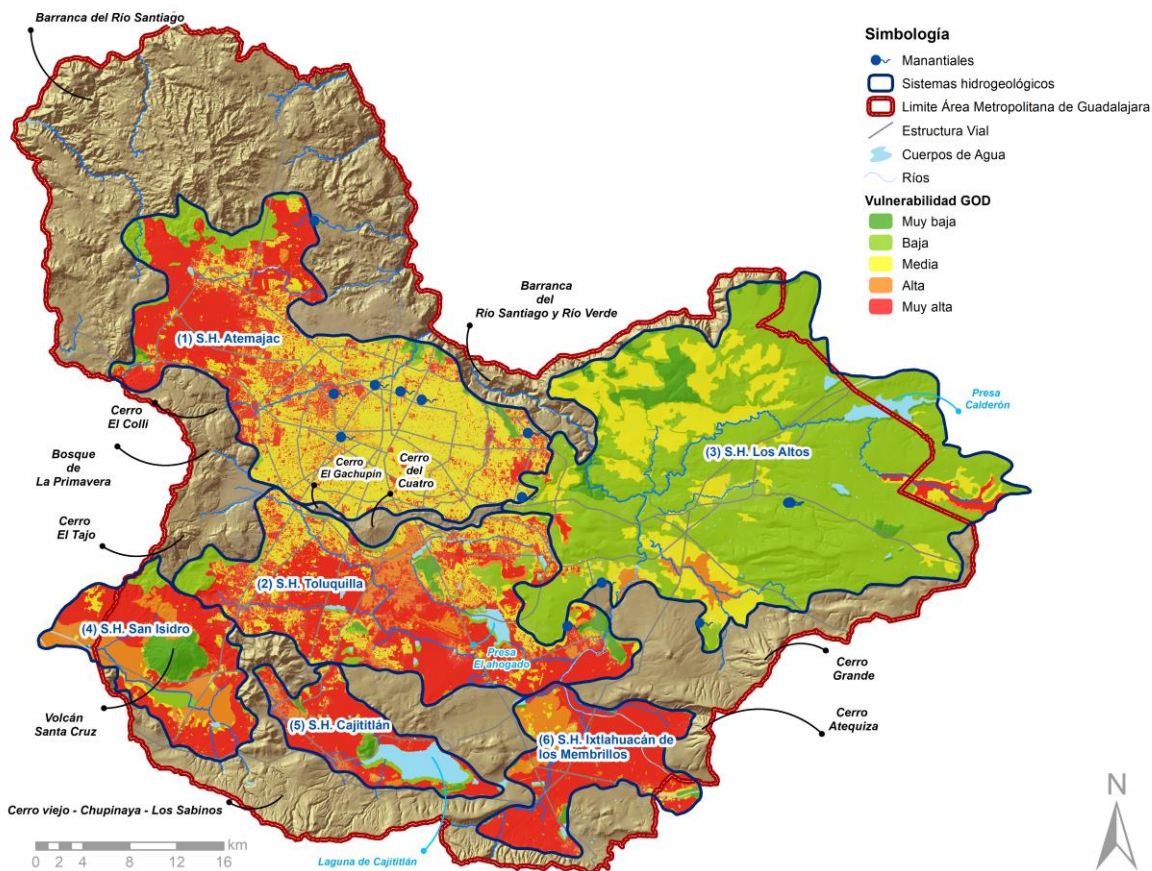 Barranca del Río Santiago
Simbología
Manantiales
Sistemas hidrogeológicos
Limite Área Metropolitana de Guadalajara
Estructura Vial
Cuerpos de Agua
Ríos
Vulnerabilidad GOD
Muy baja
Baja
Media
Alta
Muy alta
Barranca
del
Río Santiago y Río Verde
(1) S.H. Atemajac
Cerro
El Colli
Presa
Calderón
Bosque
de
La Primavera
(3) S.H. Los Altos
Cerro
El Gachupín
Cerro
del
Cuatro
Cerro
El Tajo
(2) S.H. Toluquilla
(4) S.H. San Isidro
Presa
El ahogado
Cerro
Grande
Volcán
Santa Cruz
(5) S.H. Cajititlán
(6) S.H. Ixtlahuacán de
los Membrillos
Cerro
Atequiza
Cerro viejo - Chupinaya - Los Sabinos
Laguna de Cajititlán
km
0 2 4 8 12 16
N